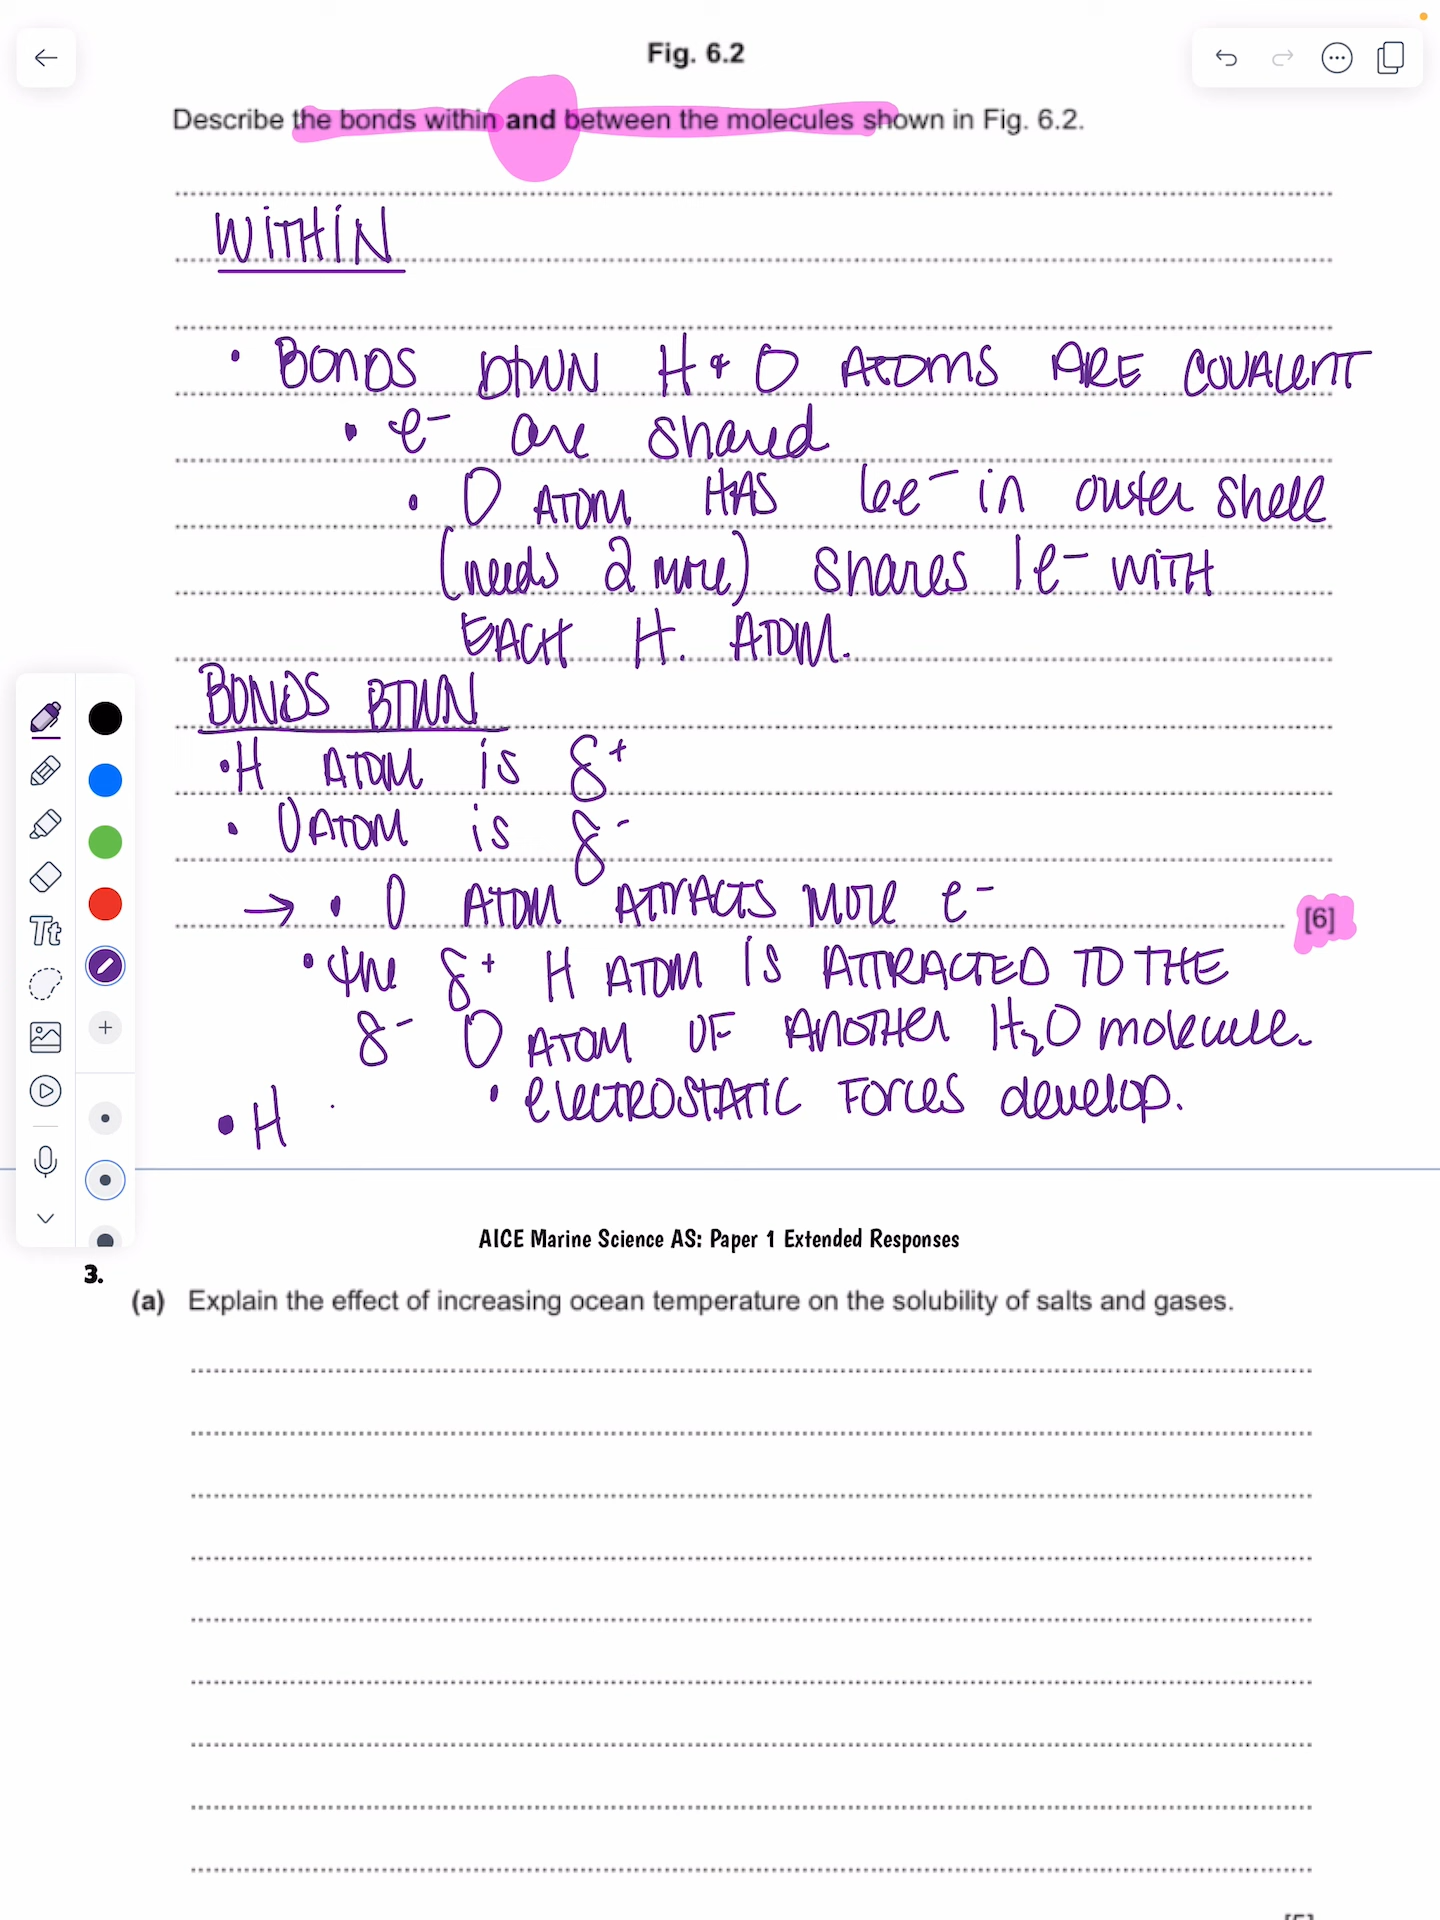 Fig. 6.2
Describe the bonds within and between the molecules shown in Fig. 6.2.
WITHIN
• BONDS BTWN H & O ATOMS ARE COVALENT
• e⁻ are shared
• O ATOM HAS 6e⁻ in outer shell
(needs 2 more) shares 1e⁻ WITH
EACH H. ATOM.
BONDS BTWN
• H ATOM is δ⁺
• O ATOM is δ⁻
→ • O ATOM ATTRACTS MORE e⁻
[6]
• the δ⁺ H ATOM IS ATTRACTED TO THE
δ⁻ O ATOM OF ANOTHER H₂O molecule.
• ELECTROSTATIC FORCES develop.
• H
Tt
AICE Marine Science AS: Paper 1 Extended Responses
3.
(a) Explain the effect of increasing ocean temperature on the solubility of salts and gases.